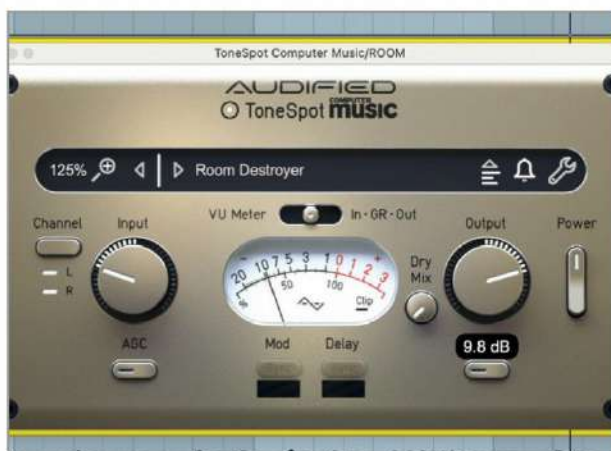 ToneSpot Computer Music/ROOM
AUDIFIED
ToneSpot COMPUTER MUSIC
125% Room Destroyer
VU Meter In · GR · Out
Channel Input Output Power
L
R
Dry
Mix
20 10 7 5 3 1 0 1 2 3
50 100
%
Clip
AGC Mod Delay 9.8 dB